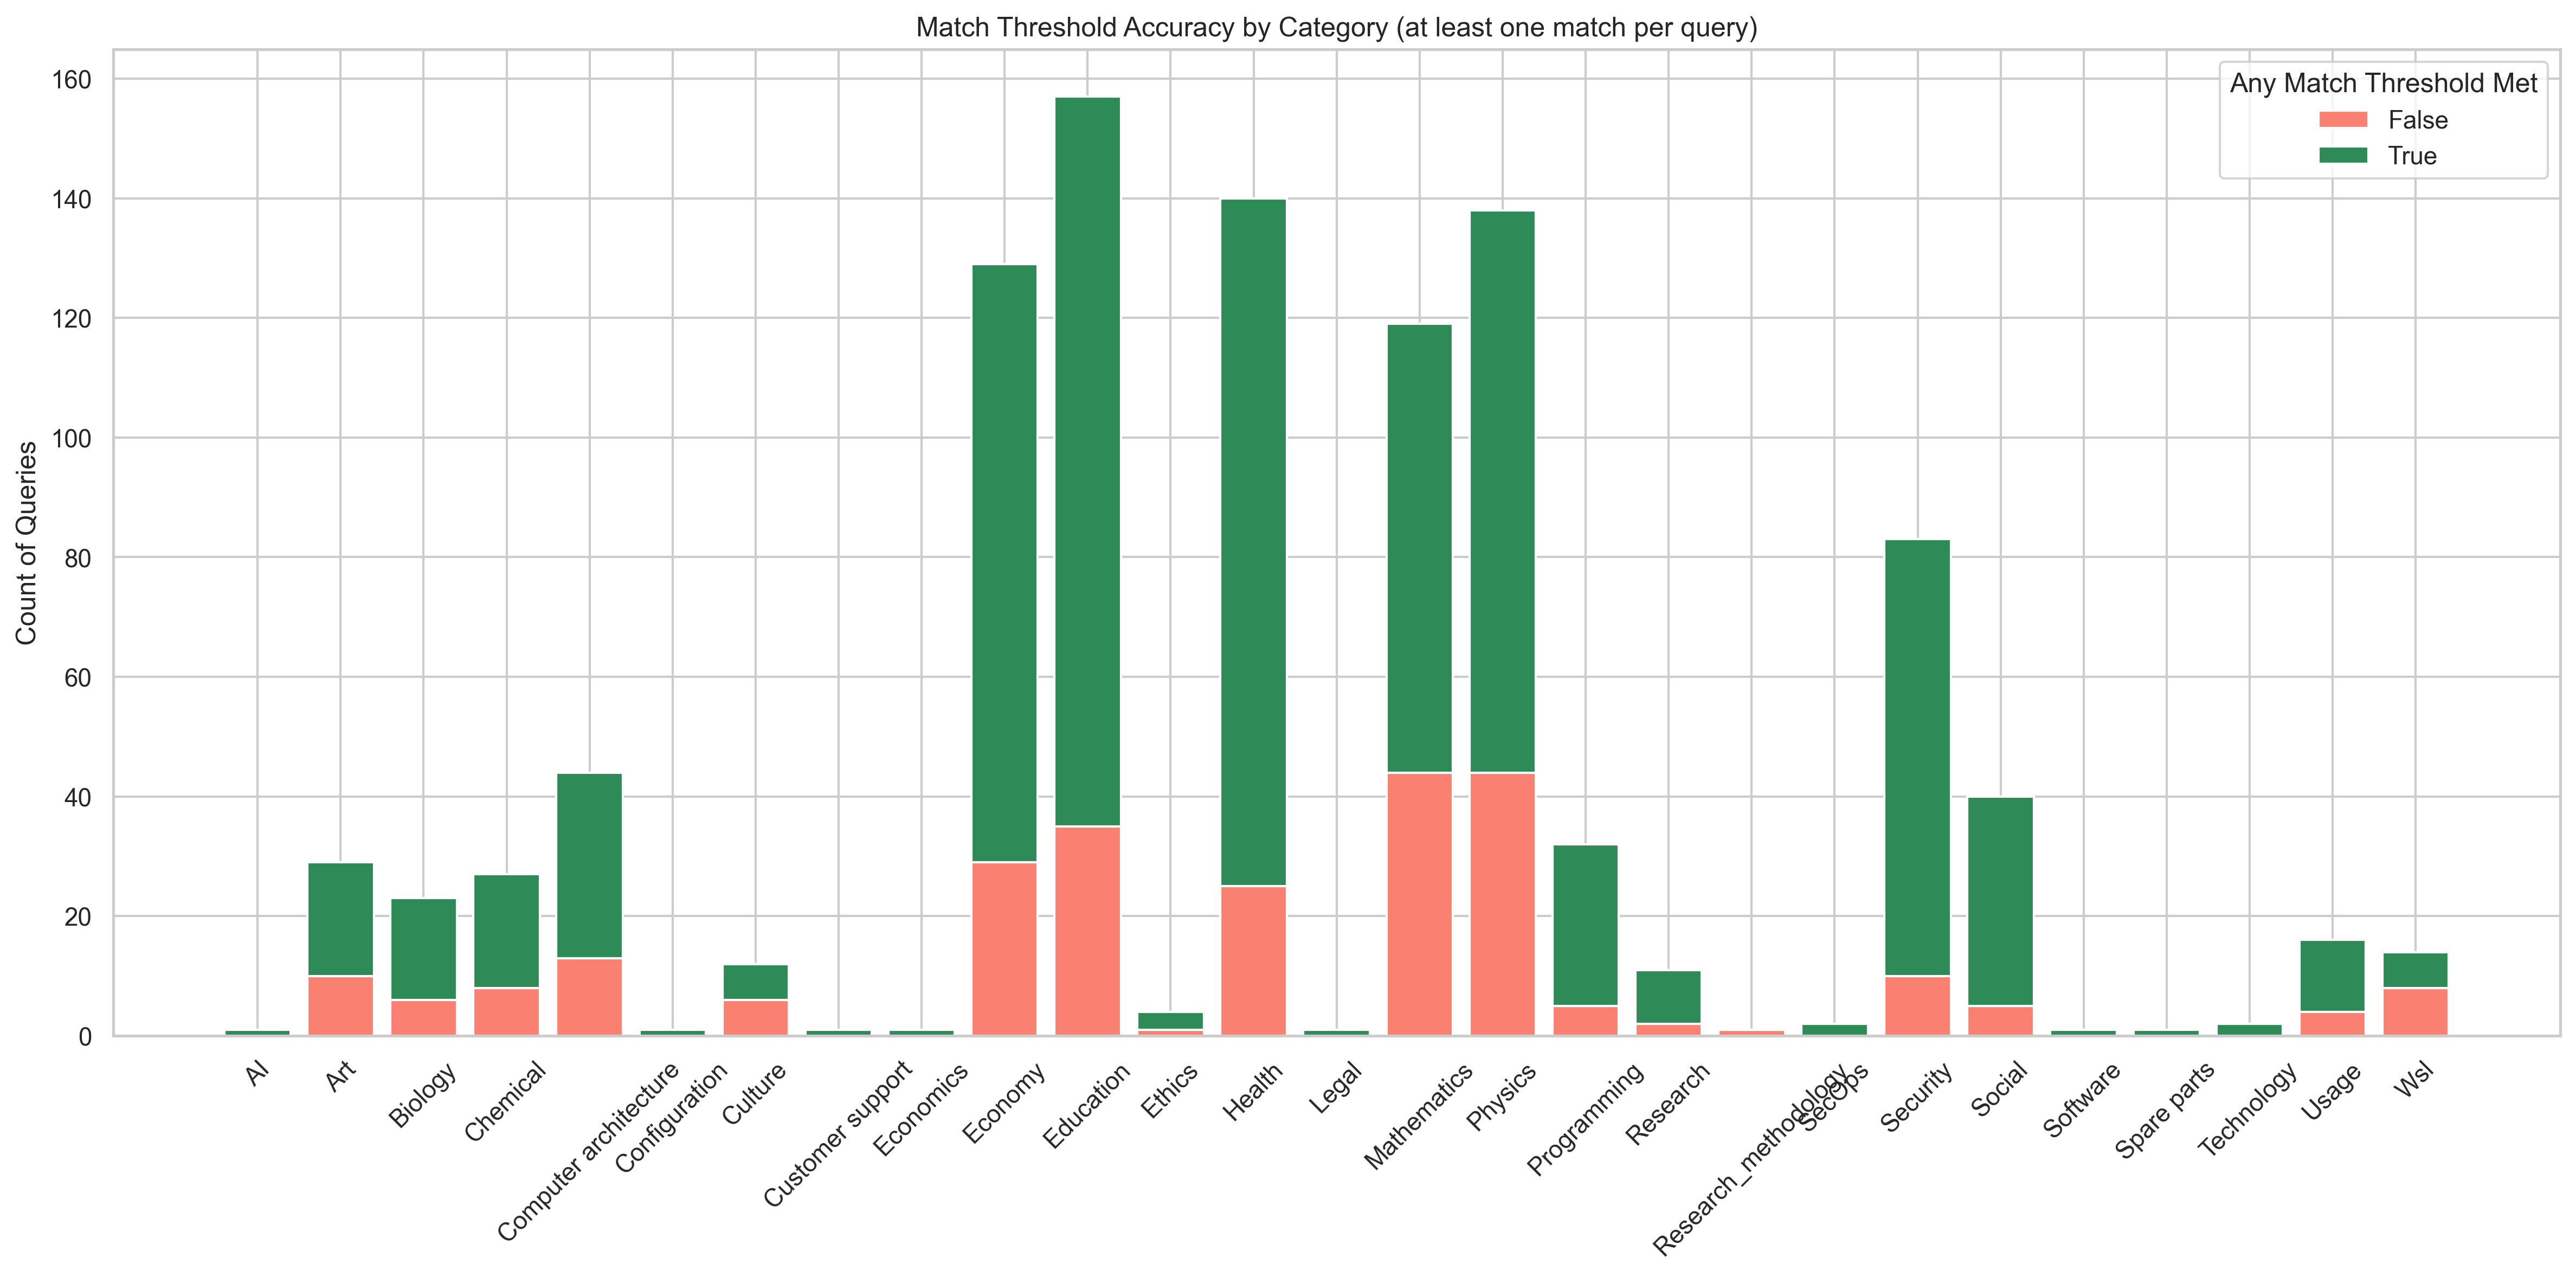 Match Threshold Accuracy by Category (at least one match per query)
Any Match Threshold Met
False
True
Count of Queries
160
140
120
100
80
60
40
20
0
AI
Art
Biology
Chemical
Computer architecture
Configuration
Culture
Customer support
Economics
Economy
Education
Ethics
Health
Legal
Mathematics
Physics
Programming
Research
Research_methodology
SecOps
Security
Social
Software
Spare parts
Technology
Usage
Wsl